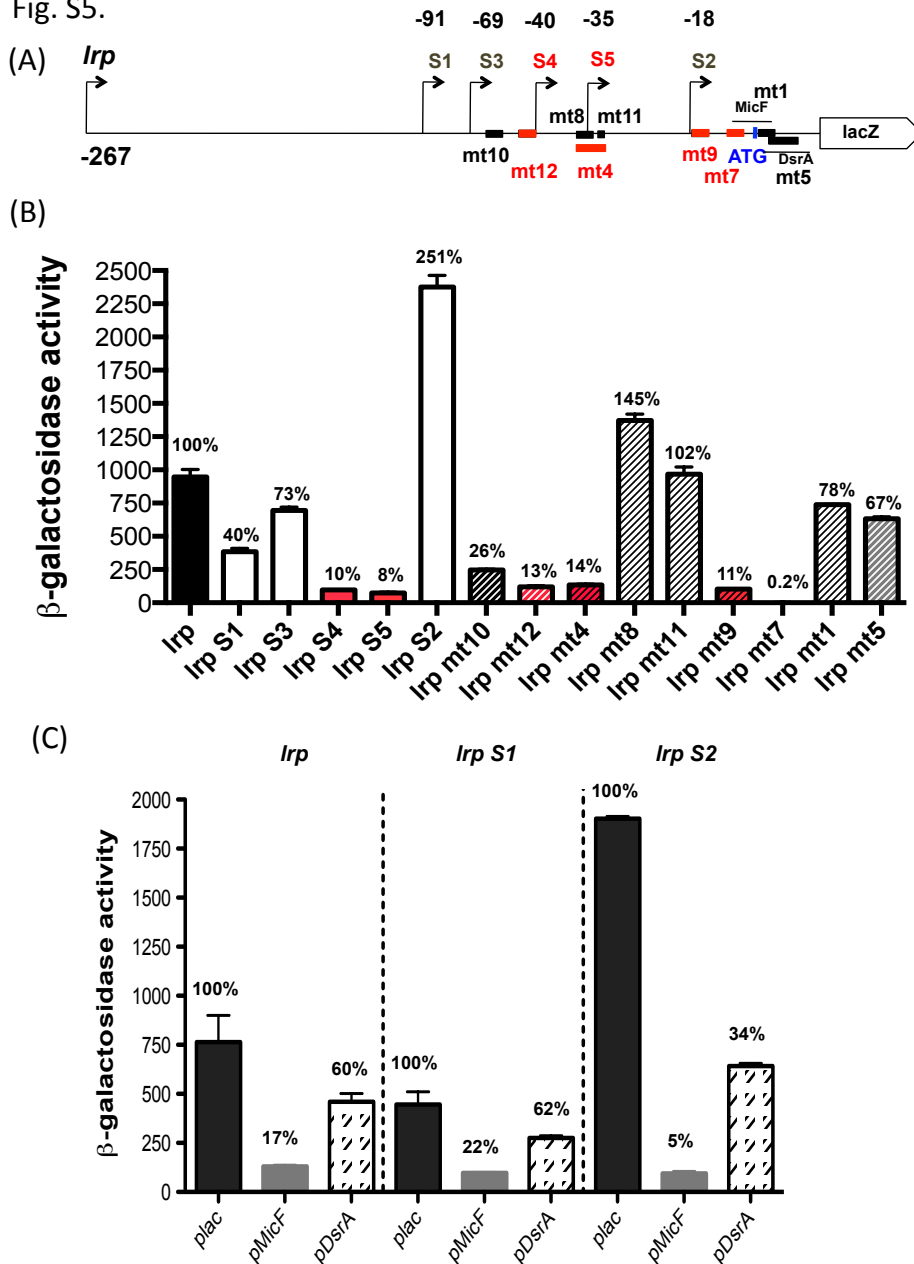 Fig. S5.
(A)
-91 -69 -40 -35 -18
lrp S1 S3 S4 S5 S2 mt1
mt8 mt11 MicF
lacZ
-267 mt10 mt12 mt4 mt9 ATG DsrA
mt7 mt5
(B)
β-galactosidase activity
2500
2250
2000
1750
1500
1250
1000
750
500
250
0
100% 40% 73% 10% 8% 251% 26% 13% 14% 145% 102% 11% 0.2% 78% 67%
lrp lrp S1 lrp S3 lrp S4 lrp S5 lrp S2 lrp mt10 lrp mt12 lrp mt4 lrp mt8 lrp mt11 lrp mt9 lrp mt7 lrp mt1 lrp mt5
(C)
lrp lrp S1 lrp S2
β-galactosidase activity
2000
1750
1500
1250
1000
750
500
250
0
100% 17% 60% 100% 22% 62% 100% 5% 34%
plac pMicF pDsrA plac pMicF pDsrA plac pMicF pDsrA